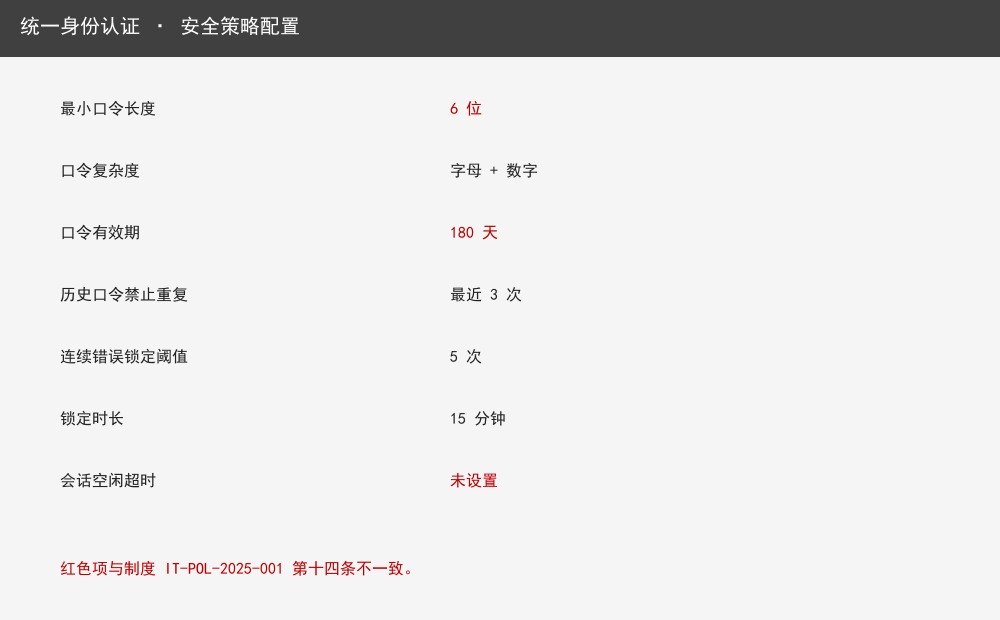 统一身份认证 · 安全策略配置
最小口令长度 6 位
口令复杂度 字母 + 数字
口令有效期 180 天
历史口令禁止重复 最近 3 次
连续错误锁定阈值 5 次
锁定时长 15 分钟
会话空闲超时 未设置
红色项与制度 IT-POL-2025-001 第十四条不一致。